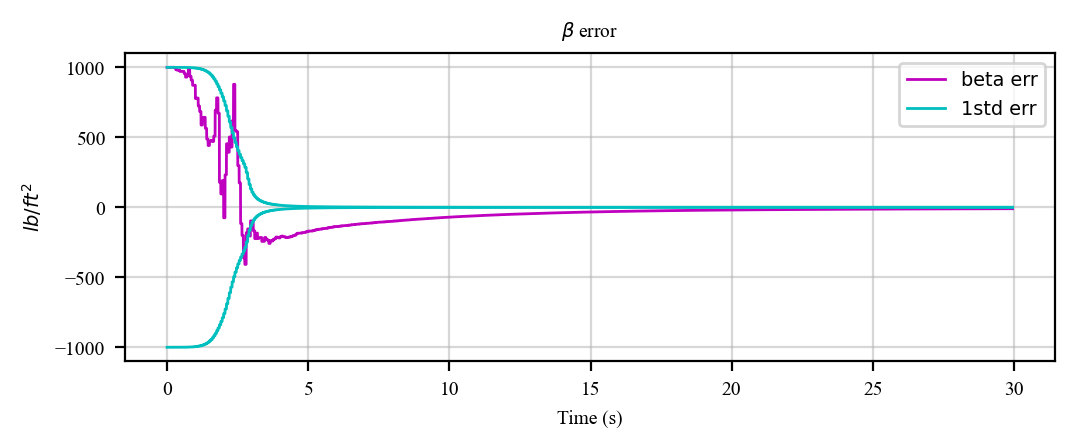 β error
beta err
1std err
lb/ft²
1000
500
0
−500
−1000
0 5 10 15 20 25 30
Time (s)